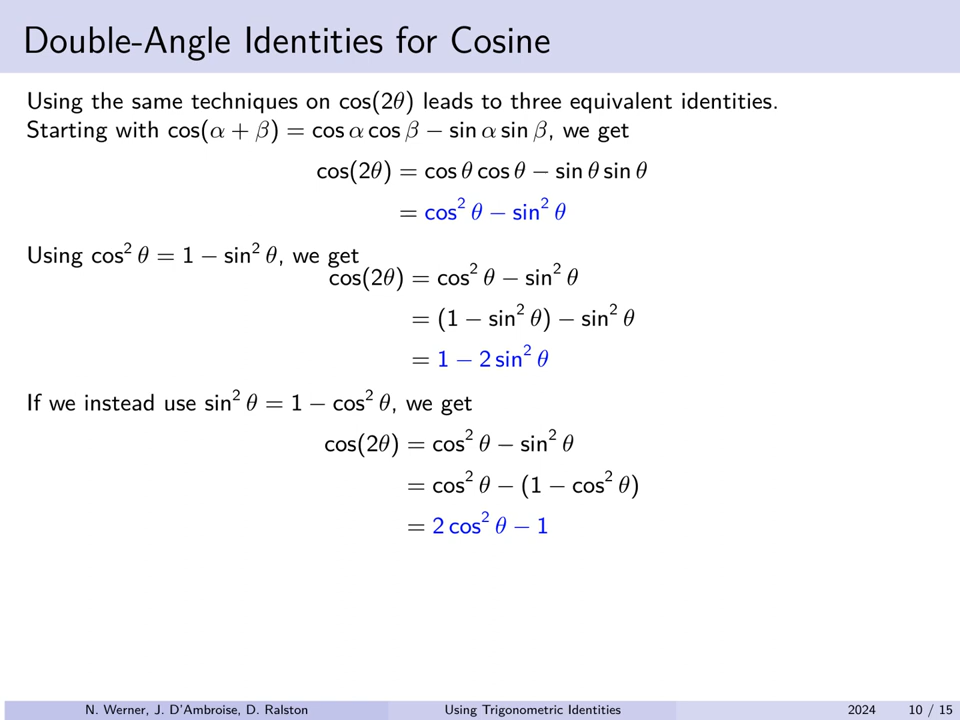 Double-Angle Identities for Cosine
Using the same techniques on cos(2θ) leads to three equivalent identities.
Starting with cos(α + β) = cos α cos β − sin α sin β, we get
cos(2θ) = cos θ cos θ − sin θ sin θ
= cos² θ − sin² θ
Using cos² θ = 1 − sin² θ, we get
cos(2θ) = cos² θ − sin² θ
= (1 − sin² θ) − sin² θ
= 1 − 2 sin² θ
If we instead use sin² θ = 1 − cos² θ, we get
cos(2θ) = cos² θ − sin² θ
= cos² θ − (1 − cos² θ)
= 2 cos² θ − 1
N. Werner, J. D'Ambroise, D. Ralston Using Trigonometric Identities 2024 10 / 15